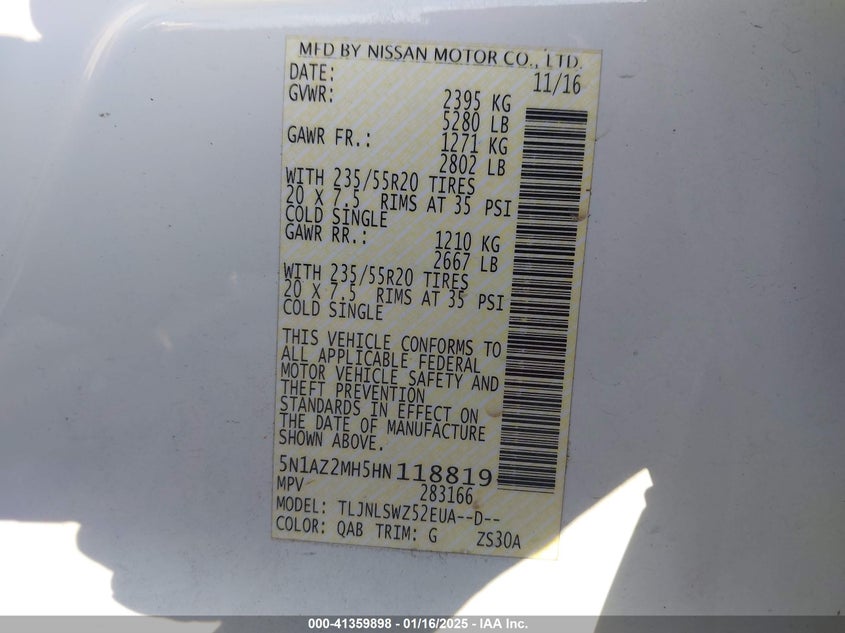 MFD BY NISSAN MOTOR CO., LTD.
DATE: 11/16
GVWR: 2395 KG
5280 LB
GAWR FR.: 1271 KG
2802 LB
WITH 235/55R20 TIRES
20 X 7.5 RIMS AT 35 PSI
COLD SINGLE
GAWR RR.: 1210 KG
2667 LB
WITH 235/55R20 TIRES
20 X 7.5 RIMS AT 35 PSI
COLD SINGLE
THIS VEHICLE CONFORMS TO
ALL APPLICABLE FEDERAL
MOTOR VEHICLE SAFETY AND
THEFT PREVENTION
STANDARDS IN EFFECT ON
THE DATE OF MANUFACTURE
SHOWN ABOVE.
5N1AZ2MH5HN118819
MPV 283166
MODEL: TLJNLSWZ52EUA--D--
COLOR: QAB TRIM: G ZS30A
000-41359898 - 01/16/2025 - IAA Inc.